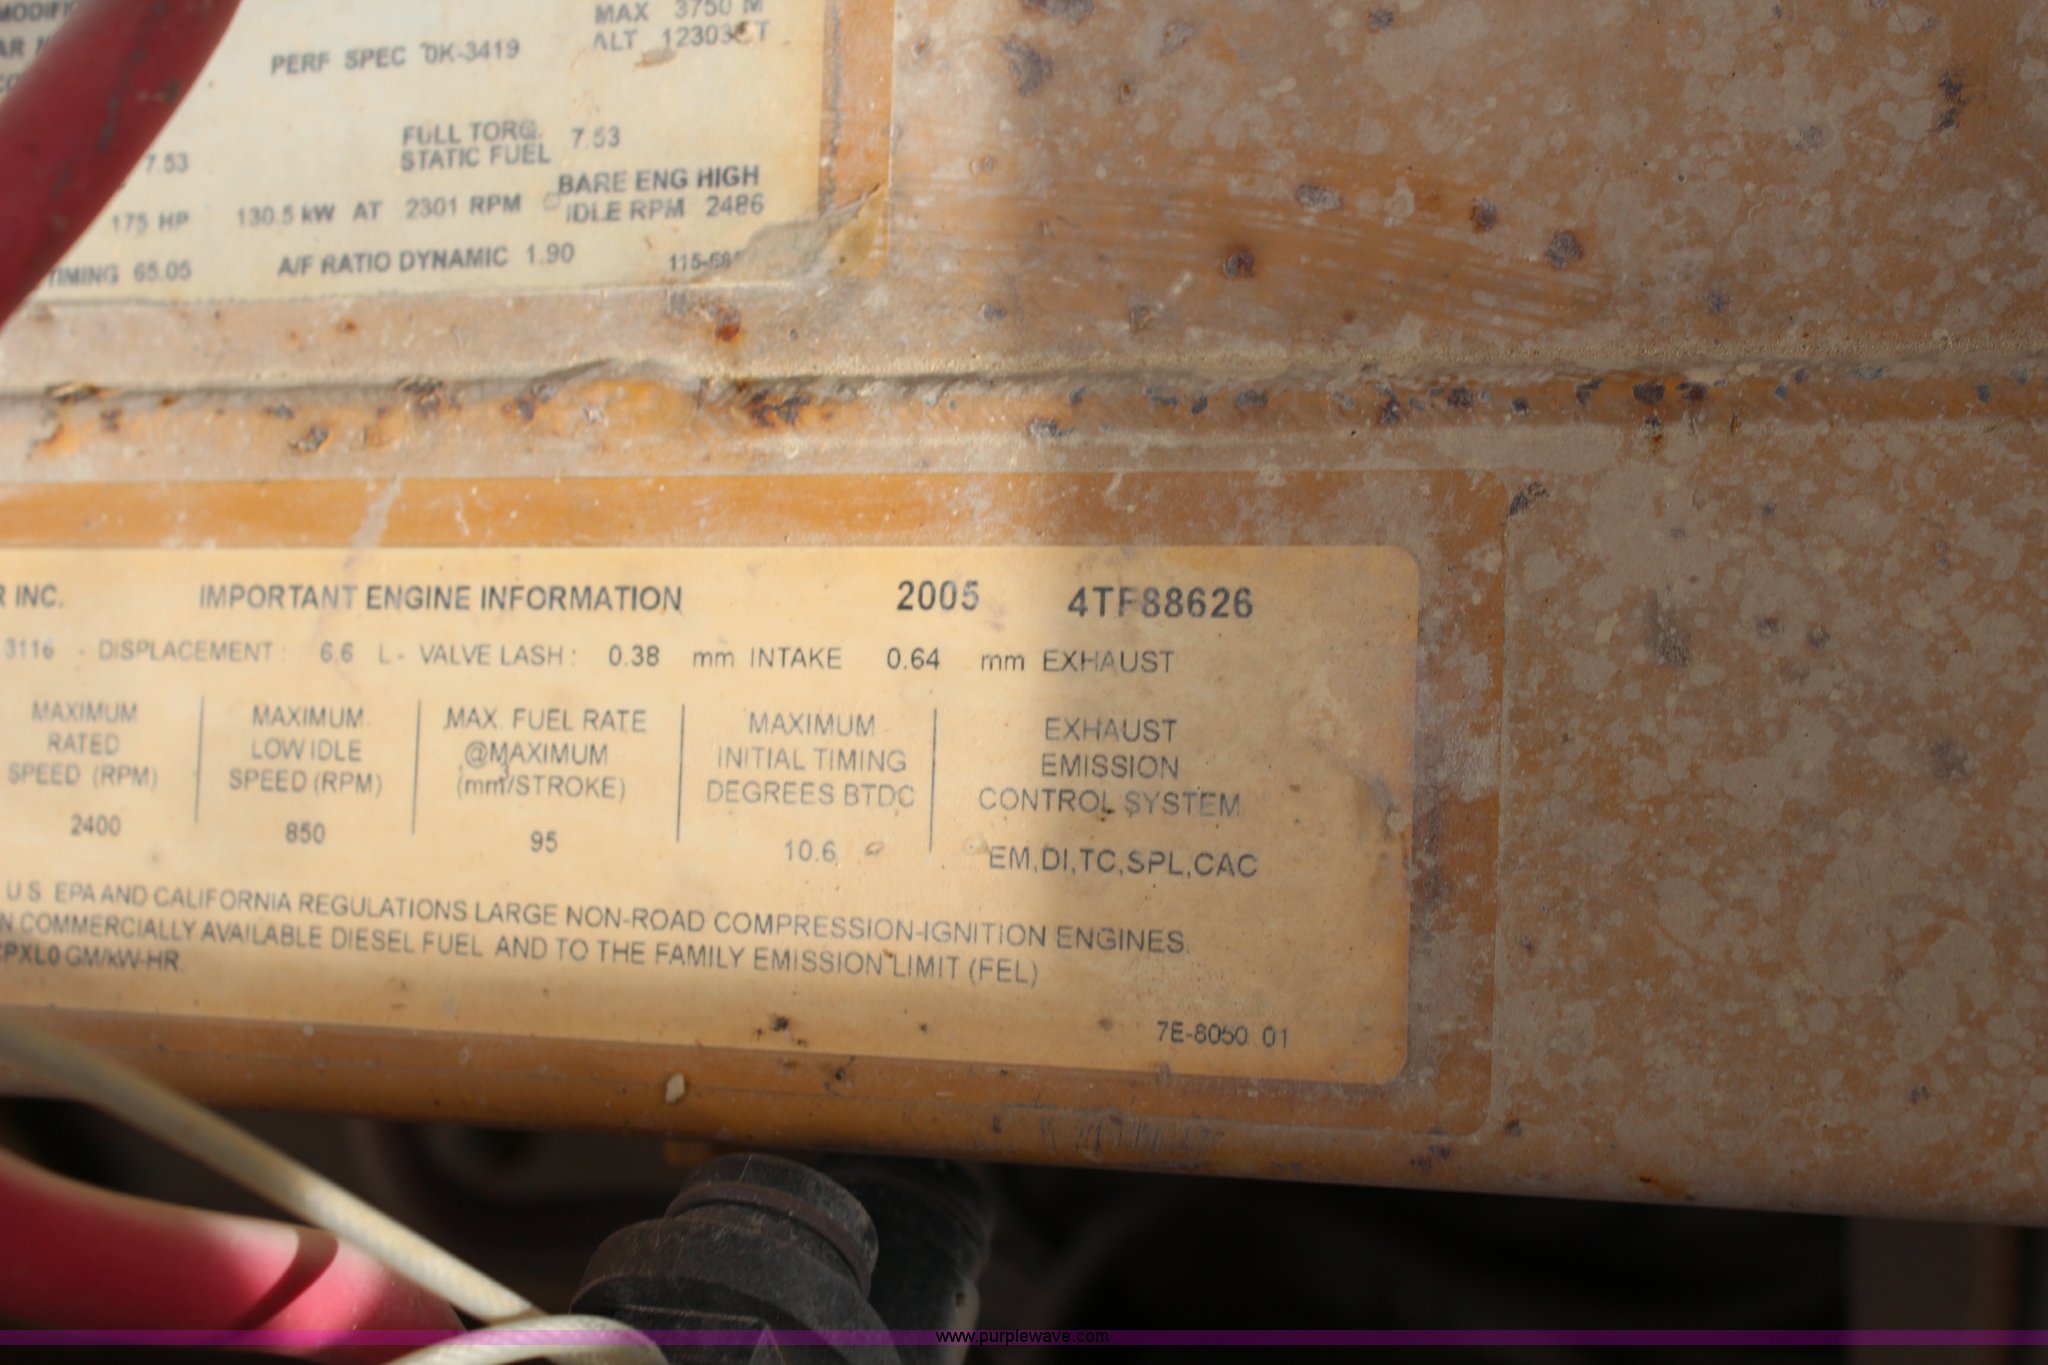 MAX 3750 M
PERF SPEC 0K-3419 ALT 12303FT
FULL TORQ.
7.53 STATIC FUEL 7.53
BARE ENG HIGH
175 HP 130.5 kW AT 2301 RPM IDLE RPM 2486
TIMING 65.05 A/F RATIO DYNAMIC 1.90
R INC. IMPORTANT ENGINE INFORMATION 2005 4TF88626
3116 - DISPLACEMENT: 6.6 L - VALVE LASH: 0.38 mm INTAKE 0.64 mm EXHAUST
MAXIMUM RATED SPEED (RPM)
2400
MAXIMUM LOW IDLE SPEED (RPM)
850
MAX. FUEL RATE @MAXIMUM (mm³/STROKE)
95
MAXIMUM INITIAL TIMING DEGREES BTDC
10.6
EXHAUST EMISSION CONTROL SYSTEM
EM,DI,TC,SPL,CAC
U.S. EPA AND CALIFORNIA REGULATIONS LARGE NON-ROAD COMPRESSION-IGNITION ENGINES.
N COMMERCIALLY AVAILABLE DIESEL FUEL AND TO THE FAMILY EMISSION LIMIT (FEL)
CPXL0 GM/kW-HR
7E-8050 01
www.purplewave.com